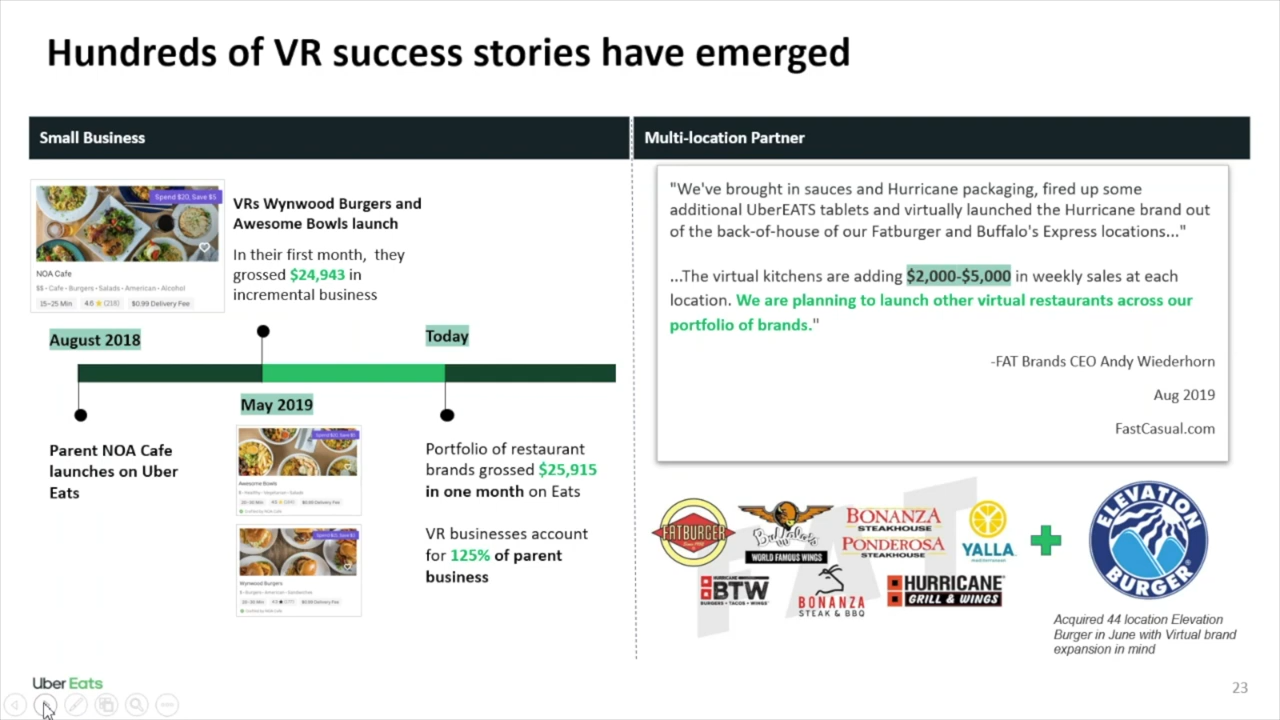 Hundreds of VR success stories have emerged
Small Business
Multi-location Partner
Spend $20, Save $5
NOA Cafe
$$ • Cafe • Burgers • Salads • American • Alcohol
15–25 Min
4.6 (218)
$0.99 Delivery Fee
VRs Wynwood Burgers and
Awesome Bowls launch
In their first month, they
grossed $24,943 in
incremental business
August 2018
Today
May 2019
Parent NOA Cafe
launches on Uber
Eats
Awesome Bowls
Wynwood Burgers
Portfolio of restaurant
brands grossed $25,915
in one month on Eats
VR businesses account
for 125% of parent
business
"We've brought in sauces and Hurricane packaging, fired up some
additional UberEATS tablets and virtually launched the Hurricane brand out
of the back-of-house of our Fatburger and Buffalo's Express locations..."
...The virtual kitchens are adding $2,000-$5,000 in weekly sales at each
location. We are planning to launch other virtual restaurants across our
portfolio of brands."
-FAT Brands CEO Andy Wiederhorn
Aug 2019
FastCasual.com
FAT
FATBURGER
Buffalo's
WORLD FAMOUS WINGS
BONANZA
STEAKHOUSE
PONDEROSA
STEAKHOUSE
YALLA
HURRICANE
BTW
BURGERS • TACOS • WINGS
BONANZA
STEAK & BBQ
HURRICANE
GRILL & WINGS
ELEVATION
BURGER
Acquired 44 location Elevation
Burger in June with Virtual brand
expansion in mind
Uber Eats
23